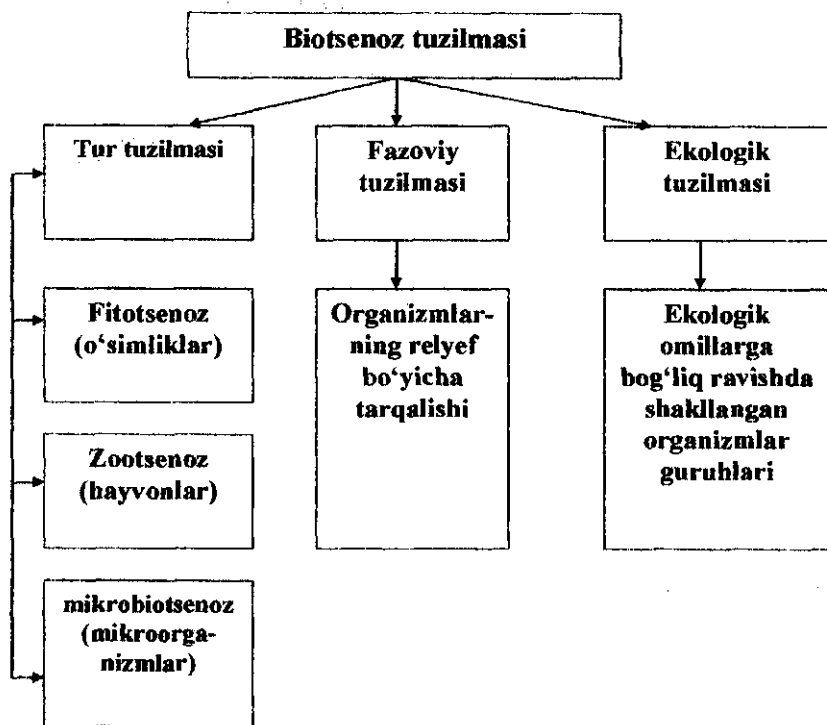 Biotsenoz tuzilmasi
Tur tuzilmasi
Fazoviy
tuzilmasi
Ekologik
tuzilmasi
Fitotsenoz
(o‘simliklar)
Organizmlar-
ning relyef
bo‘yicha
tarqalishi
Ekologik
omillarga
bog‘liq ravishda
shakllangan
organizmlar
guruhlari
Zootsenoz
(hayvonlar)
mikrobiotsenoz
(mikroorga-
nizmlar)